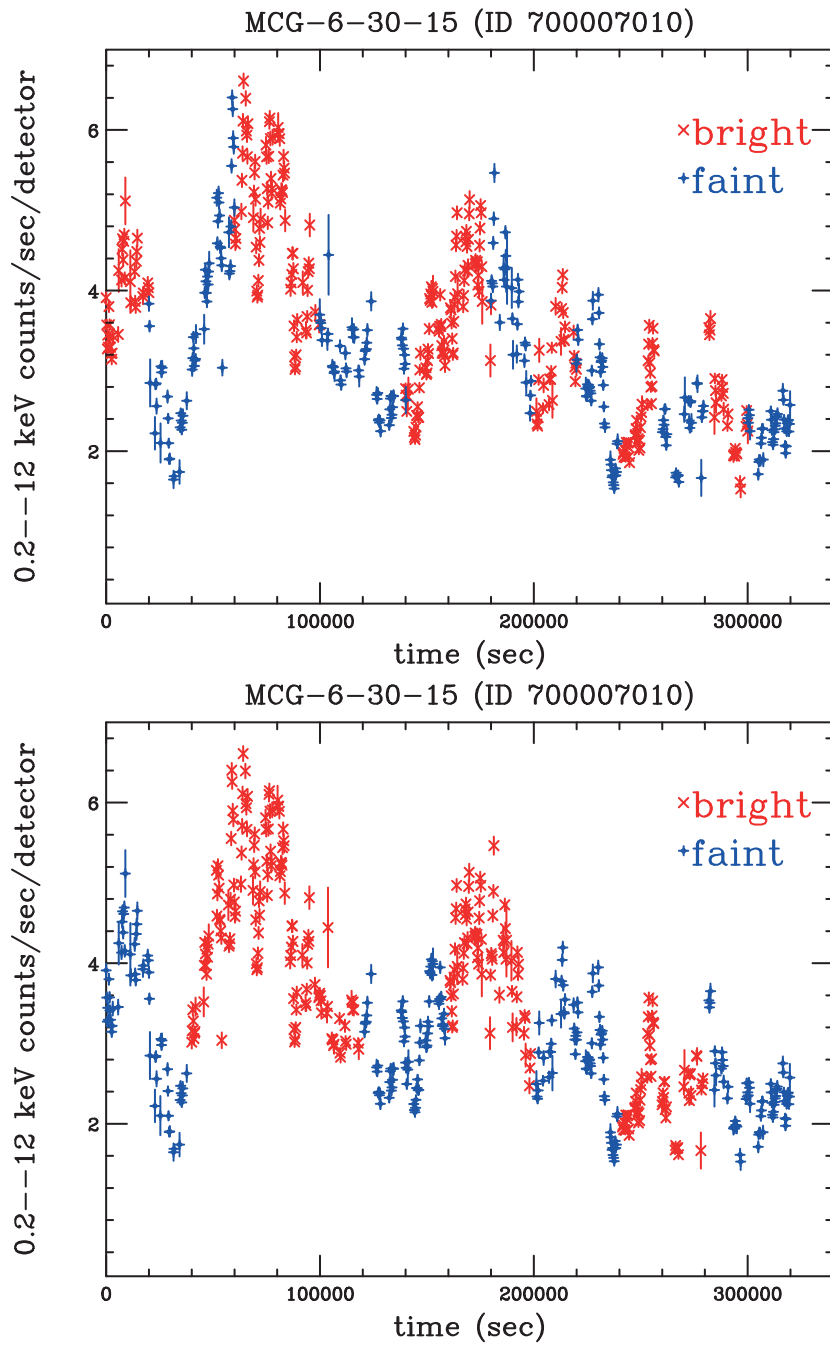 MCG-6-30-15 (ID 700007010)
6
4
2
0.2--12 keV counts/sec/detector
bright
faint
0 100000 200000 300000
time (sec)
MCG-6-30-15 (ID 700007010)
6
4
2
0.2--12 keV counts/sec/detector
bright
faint
0 100000 200000 300000
time (sec)